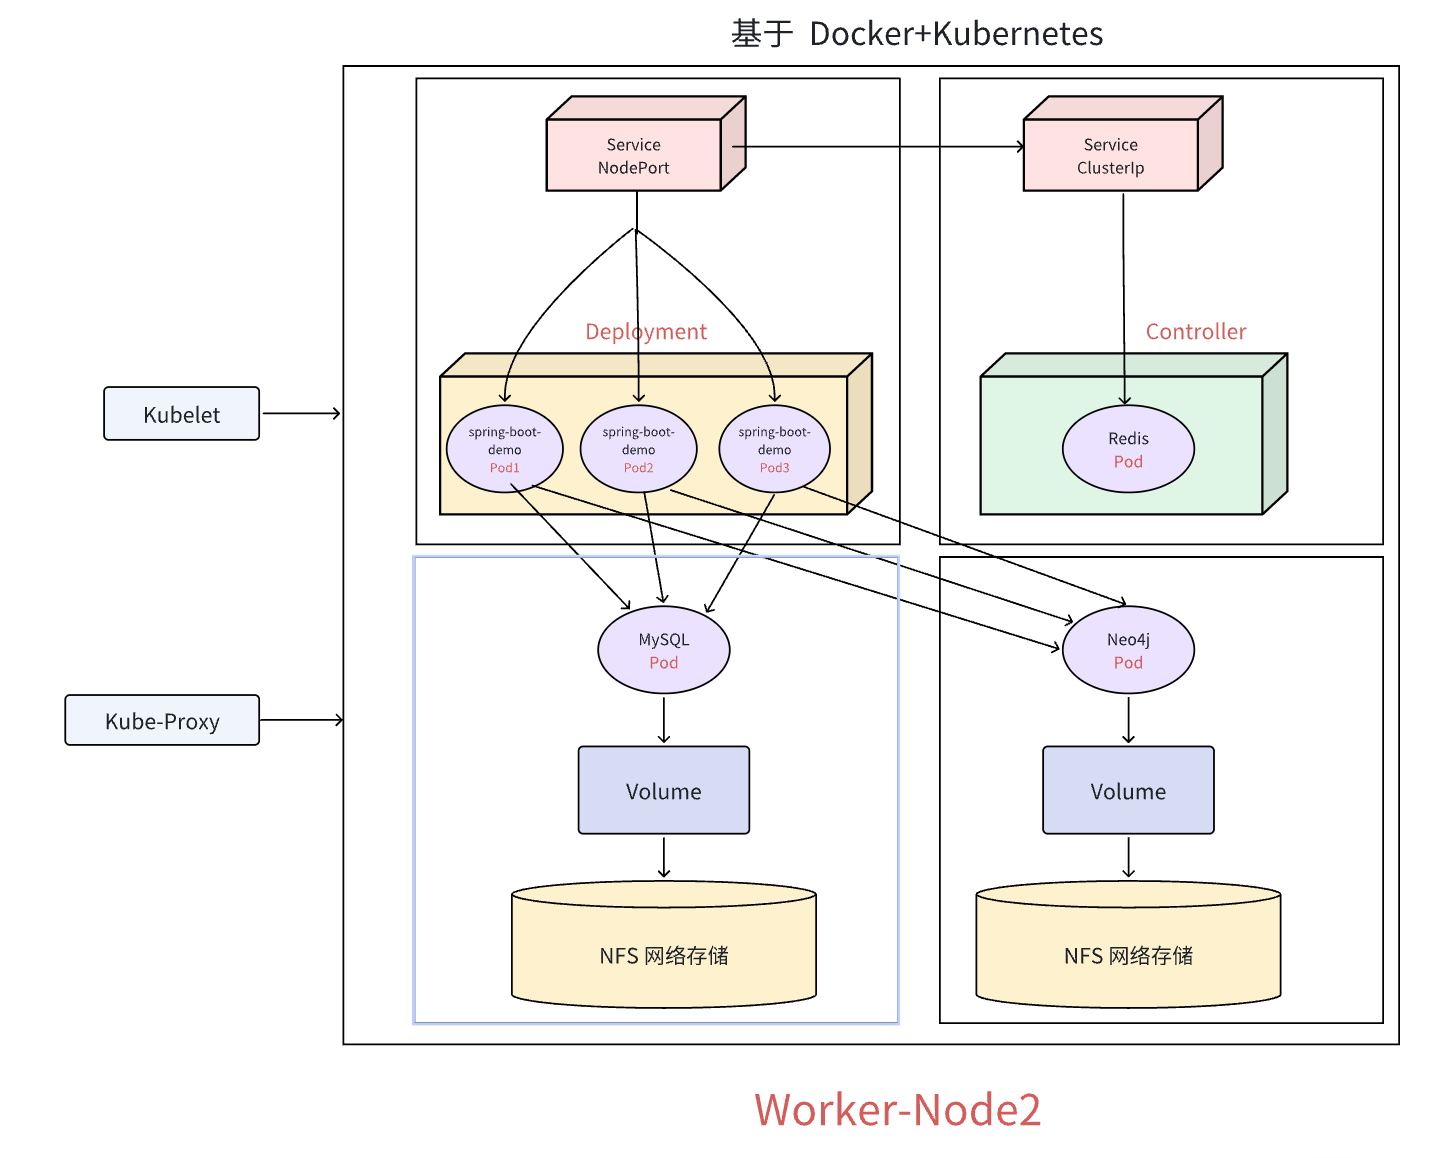 基于 Docker+Kubernetes
Service
NodePort
Service
ClusterIp
Deployment
Controller
Kubelet
spring-boot-
demo
Pod1
spring-boot-
demo
Pod2
spring-boot-
demo
Pod3
Redis
Pod
MySQL
Pod
Neo4j
Pod
Kube-Proxy
Volume
Volume
NFS 网络存储
NFS 网络存储
Worker-Node2